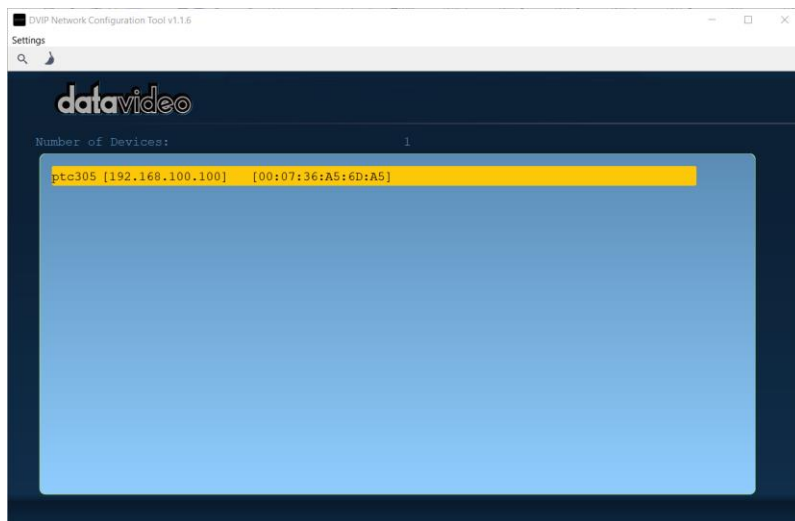 DVIP Network Configuration Tool v1.1.6
Settings
datavideo
Number of Devices: 1
ptc305 [192.168.100.100] [00:07:36:A5:6D:A5]